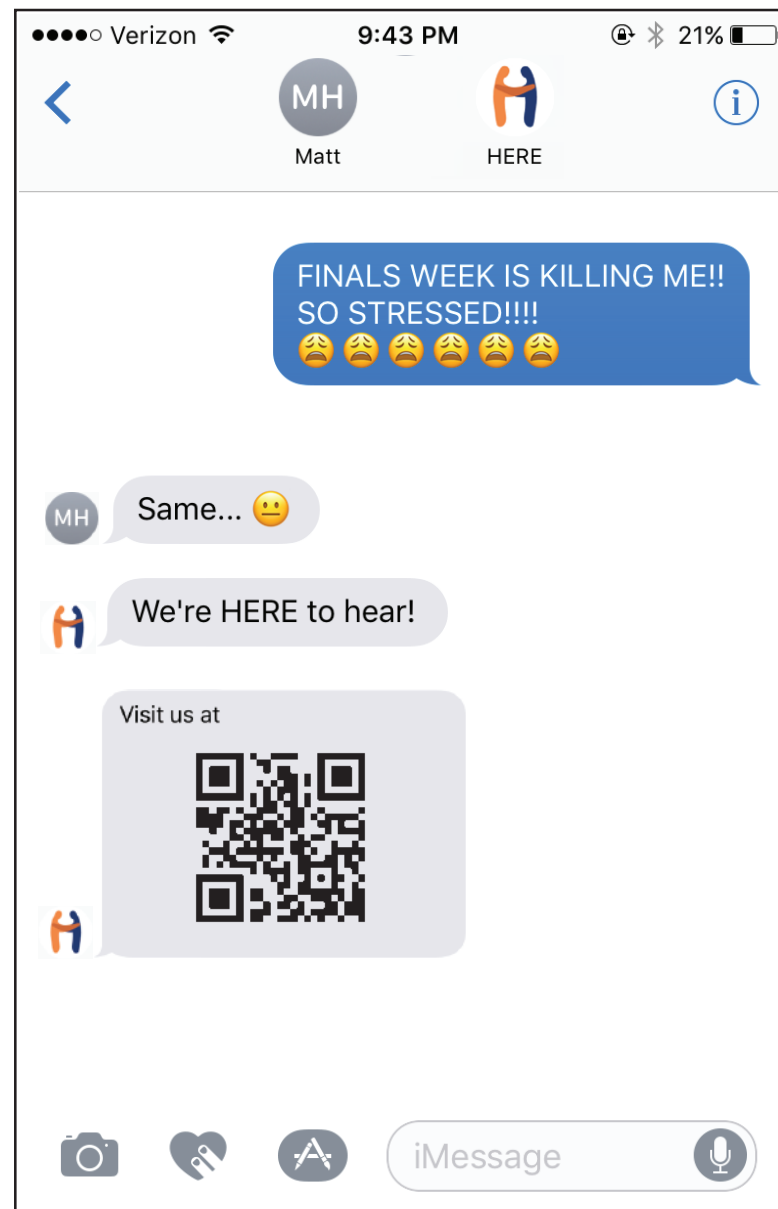 Verizon 9:43 PM 21%
MH
Matt HERE
FINALS WEEK IS KILLING ME!!
SO STRESSED!!!!
😩😩😩😩😩😩
MH Same... 😐
We're HERE to hear!
Visit us at
iMessage